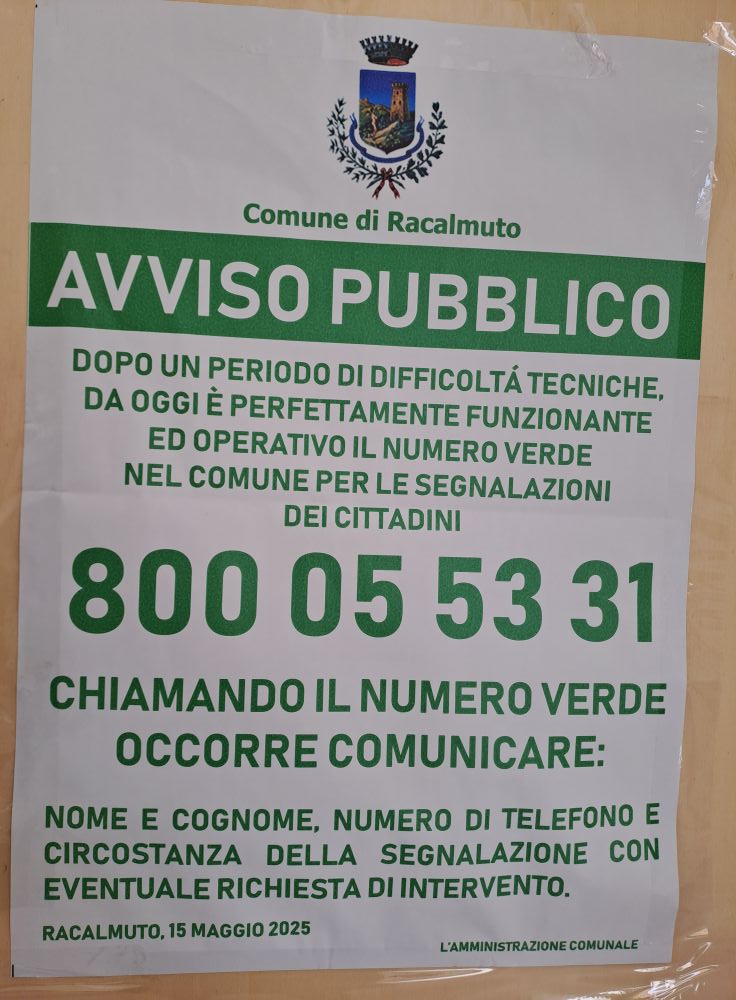 Comune di Racalmuto
AVVISO PUBBLICO
DOPO UN PERIODO DI DIFFICOLTÁ TECNICHE,
DA OGGI È PERFETTAMENTE FUNZIONANTE
ED OPERATIVO IL NUMERO VERDE
NEL COMUNE PER LE SEGNALAZIONI
DEI CITTADINI
800 05 53 31
CHIAMANDO IL NUMERO VERDE
OCCORRE COMUNICARE:
NOME E COGNOME, NUMERO DI TELEFONO E
CIRCOSTANZA DELLA SEGNALAZIONE CON
EVENTUALE RICHIESTA DI INTERVENTO.
RACALMUTO, 15 MAGGIO 2025
L'AMMINISTRAZIONE COMUNALE